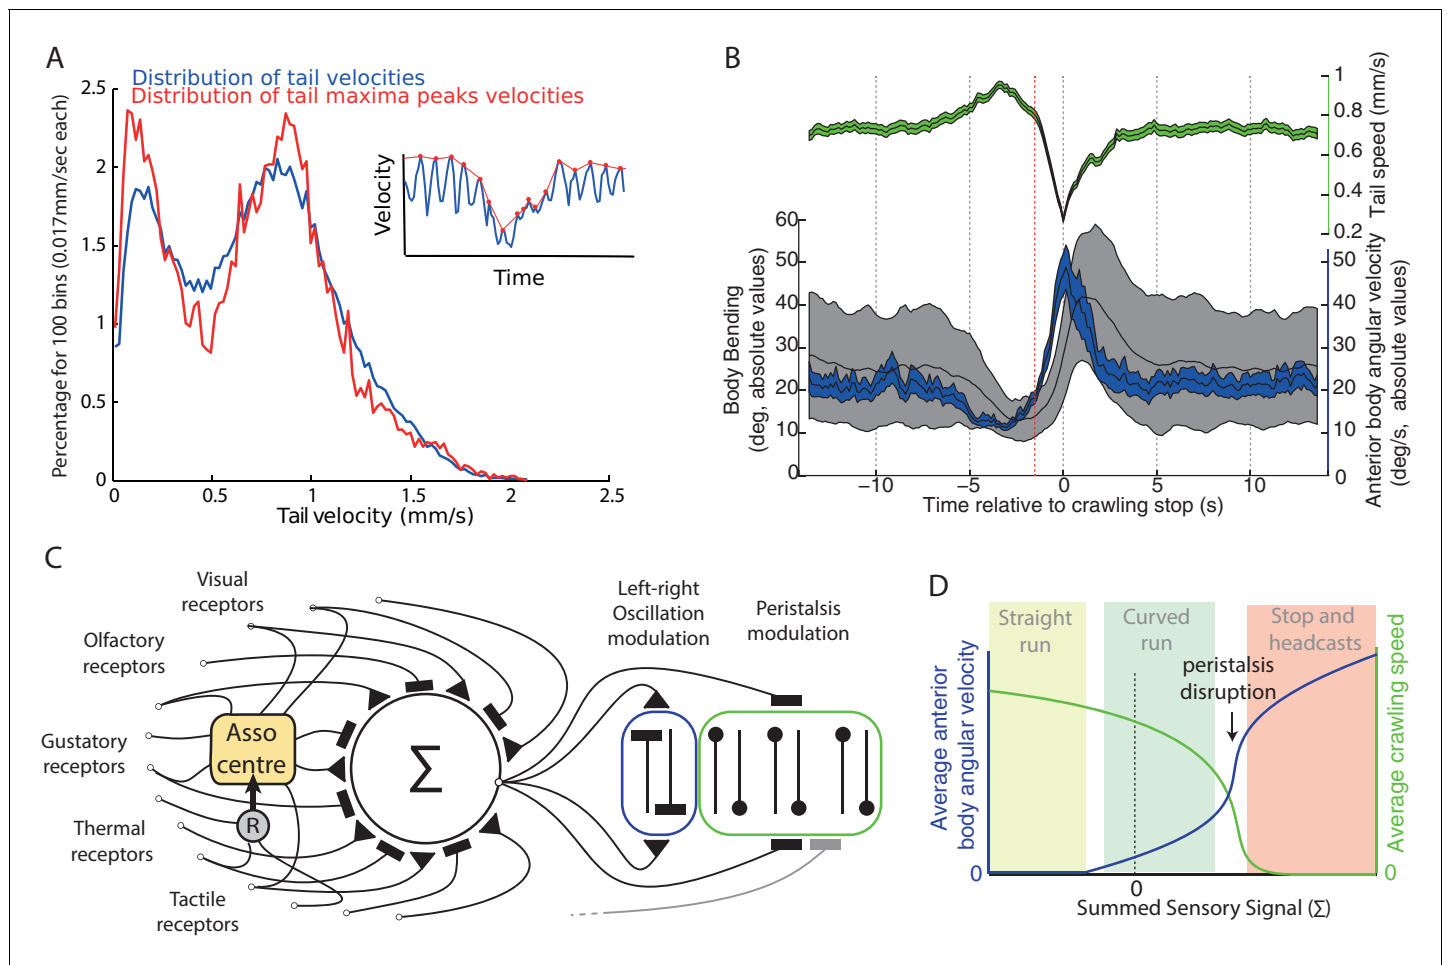 A
Distribution of tail velocities
Distribution of tail maxima peaks velocities
Percentage for 100 bins (0.017mm/sec each)
2.5
2
1.5
1
0.5
0
0
0.5
1
1.5
2
2.5
Tail velocity (mm/s)
Velocity
Time
B
1
0.8
0.6
0.4
0.2
Tail speed (mm/s)
60
50
40
30
20
10
0
Body Bending
(deg, absolute values)
50
40
30
20
10
0
Anterior body angular velocity
(deg/s, absolute values)
−10
−5
0
5
10
Time relative to crawling stop (s)
C
Visual
receptors
Olfactory
receptors
Gustatory
receptors
Thermal
receptors
Tactile
receptors
Asso
centre
R
Σ
Left-right
Oscillation
modulation
Peristalsis
modulation
D
Straight
run
Curved
run
Stop and
headcasts
peristalsis
disruption
Average anterior
body angular velocity
Average crawling speed
0
0
0
Summed Sensory Signal (Σ)